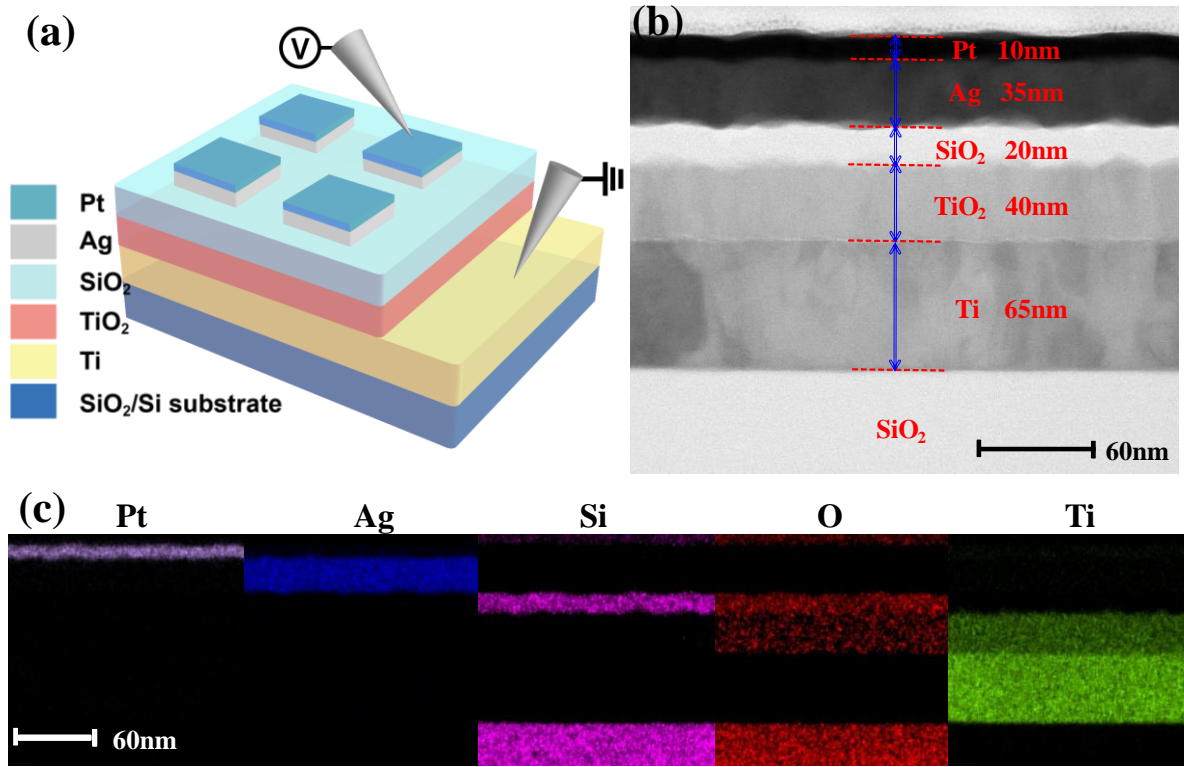 (a)
V
Pt
Ag
SiO₂
TiO₂
Ti
SiO₂/Si substrate
(b)
Pt 10nm
Ag 35nm
SiO₂ 20nm
TiO₂ 40nm
Ti 65nm
SiO₂
60nm
(c)
Pt Ag Si O Ti
60nm